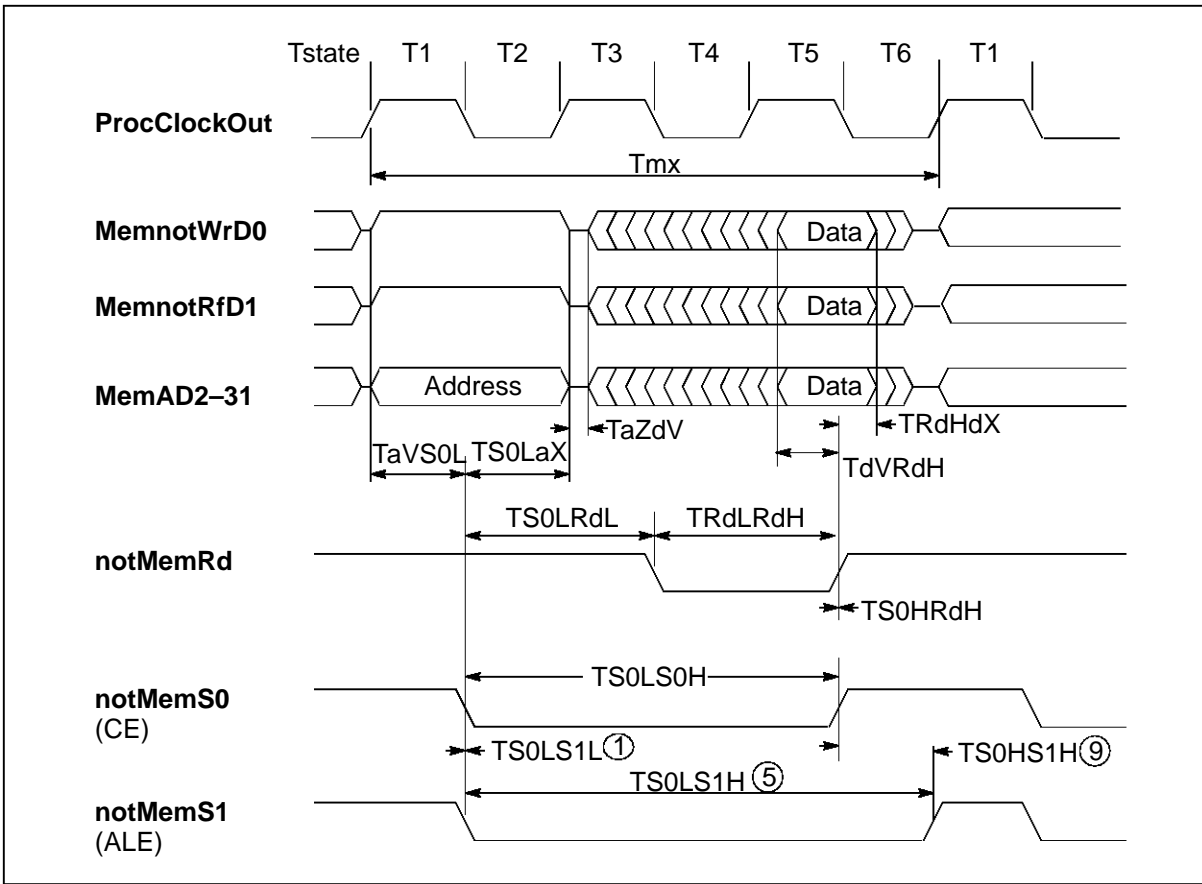 Tstate T1 T2 T3 T4 T5 T6 T1
ProcClockOut
Tmx
MemnotWrD0 Data
MemnotRfD1 Data
MemAD2–31 Address Data
TaZdV TRdHdX
TaVS0L TS0LaX TdVRdH
TS0LRdL TRdLRdH
notMemRd
TS0HRdH
TS0LS0H
notMemS0
(CE)
TS0LS1L① TS0HS1H⑨
TS0LS1H ⑤
notMemS1
(ALE)